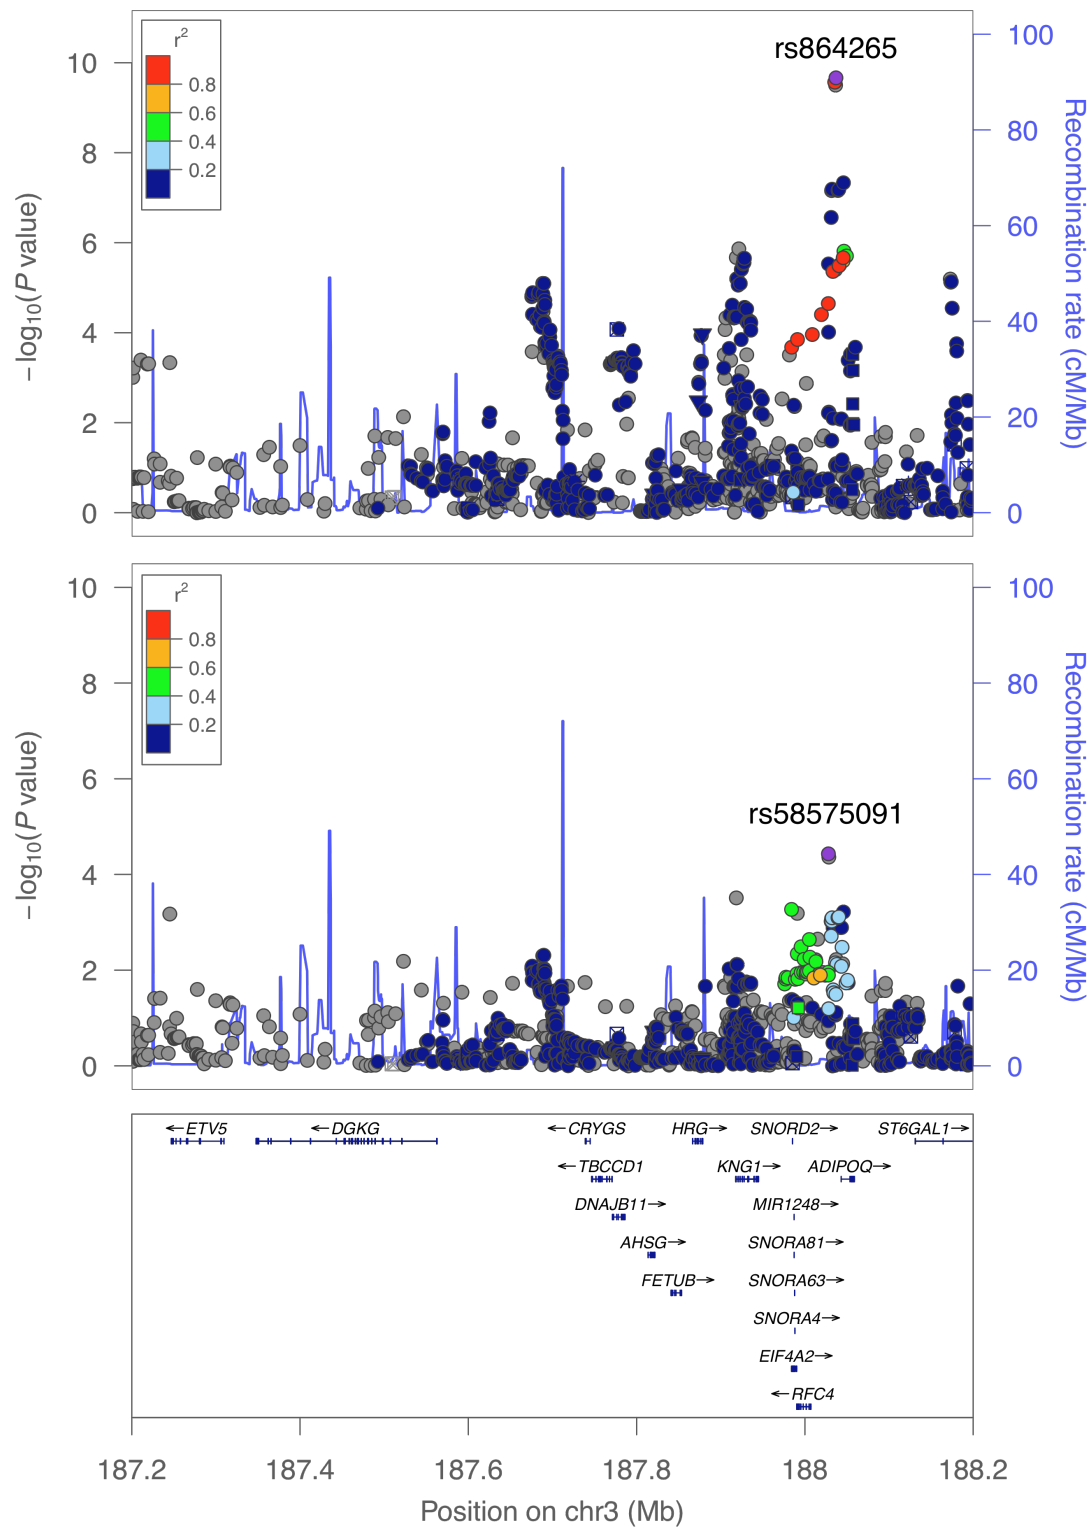 rs864265
r2
0.8
0.6
0.4
0.2
10
8
6
4
2
0
−log10(P value)
100
80
60
40
20
0
Recombination rate (cM/Mb)
rs58575091
r2
0.8
0.6
0.4
0.2
10
8
6
4
2
0
−log10(P value)
100
80
60
40
20
0
Recombination rate (cM/Mb)
←ETV5 ←DGKG ←CRYGS HRG→ SNORD2→ ST6GAL1→
←TBCCD1 KNG1→ ADIPOQ→
DNAJB11→ MIR1248→
AHSG→ SNORA81→
FETUB→ SNORA63→
SNORA4→
EIF4A2→
←RFC4
187.2 187.4 187.6 187.8 188 188.2
Position on chr3 (Mb)